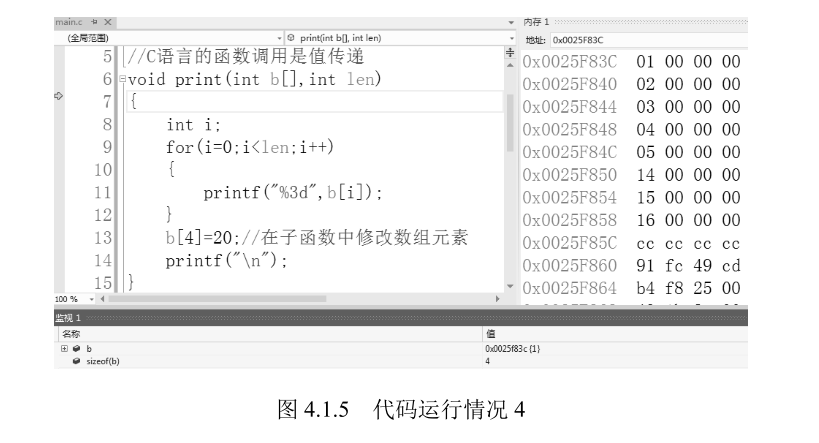 main.c
(全局范围)
print(int b[], int len)
5 //C语言的函数调用是值传递
6 void print(int b[],int len)
7 {
8 int i;
9 for(i=0;i<len;i++)
10 {
11 printf("%3d",b[i]);
12 }
13 b[4]=20;//在子函数中修改数组元素
14 printf("\n");
15 }
100 %
内存 1
地址: 0x0025F83C
0x0025F83C 01 00 00 00
0x0025F840 02 00 00 00
0x0025F844 03 00 00 00
0x0025F848 04 00 00 00
0x0025F84C 05 00 00 00
0x0025F850 14 00 00 00
0x0025F854 15 00 00 00
0x0025F858 16 00 00 00
0x0025F85C cc cc cc cc
0x0025F860 91 fc 49 cd
0x0025F864 b4 f8 25 00
监视 1
名称 值
b 0x0025f83c {1}
sizeof(b) 4
图 4.1.5 代码运行情况 4